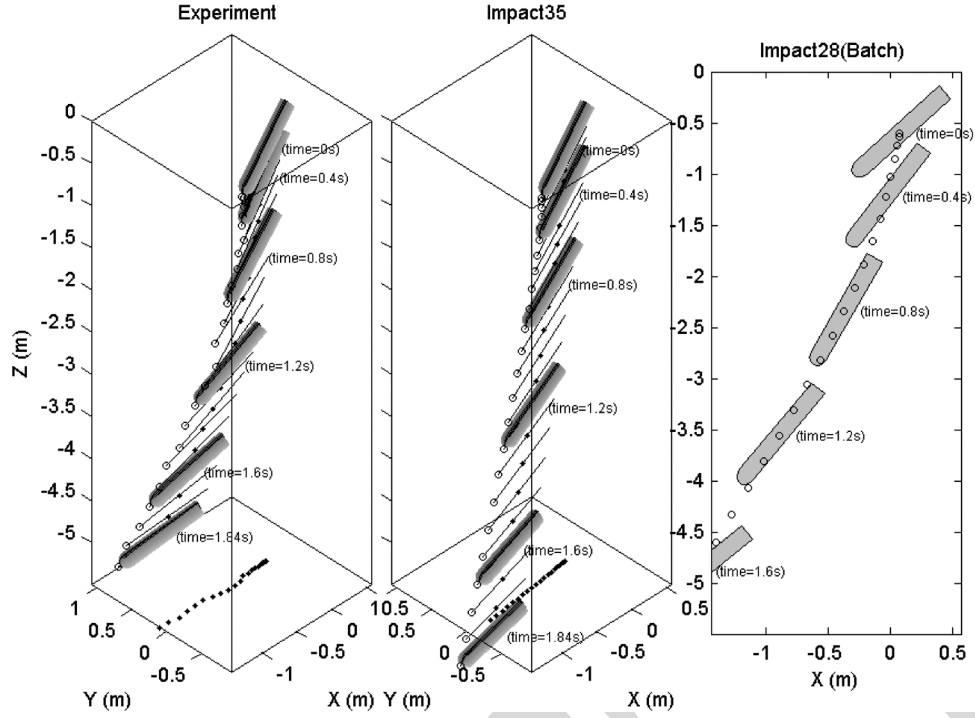 Experiment
Impact35
Impact28(Batch)
0
-0.5
-1
-1.5
-2
-2.5
-3
-3.5
-4
-4.5
-5
Z (m)
(time=0s)
(time=0.4s)
(time=0.8s)
(time=1.2s)
(time=1.6s)
(time=1.84s)
1
0.5
0
-0.5
Y (m)
-1
0
X (m)
(time=0s)
(time=0.4s)
(time=0.8s)
(time=1.2s)
(time=1.6s)
(time=1.84s)
10.5
0.5
0
-0.5
Y (m)
-1
-0.5
0
0.5
X (m)
0
-0.5
-1
-1.5
-2
-2.5
-3
-3.5
-4
-4.5
-5
(time=0s)
(time=0.4s)
(time=0.8s)
(time=1.2s)
(time=1.6s)
-1
-0.5
0
0.5
X (m)